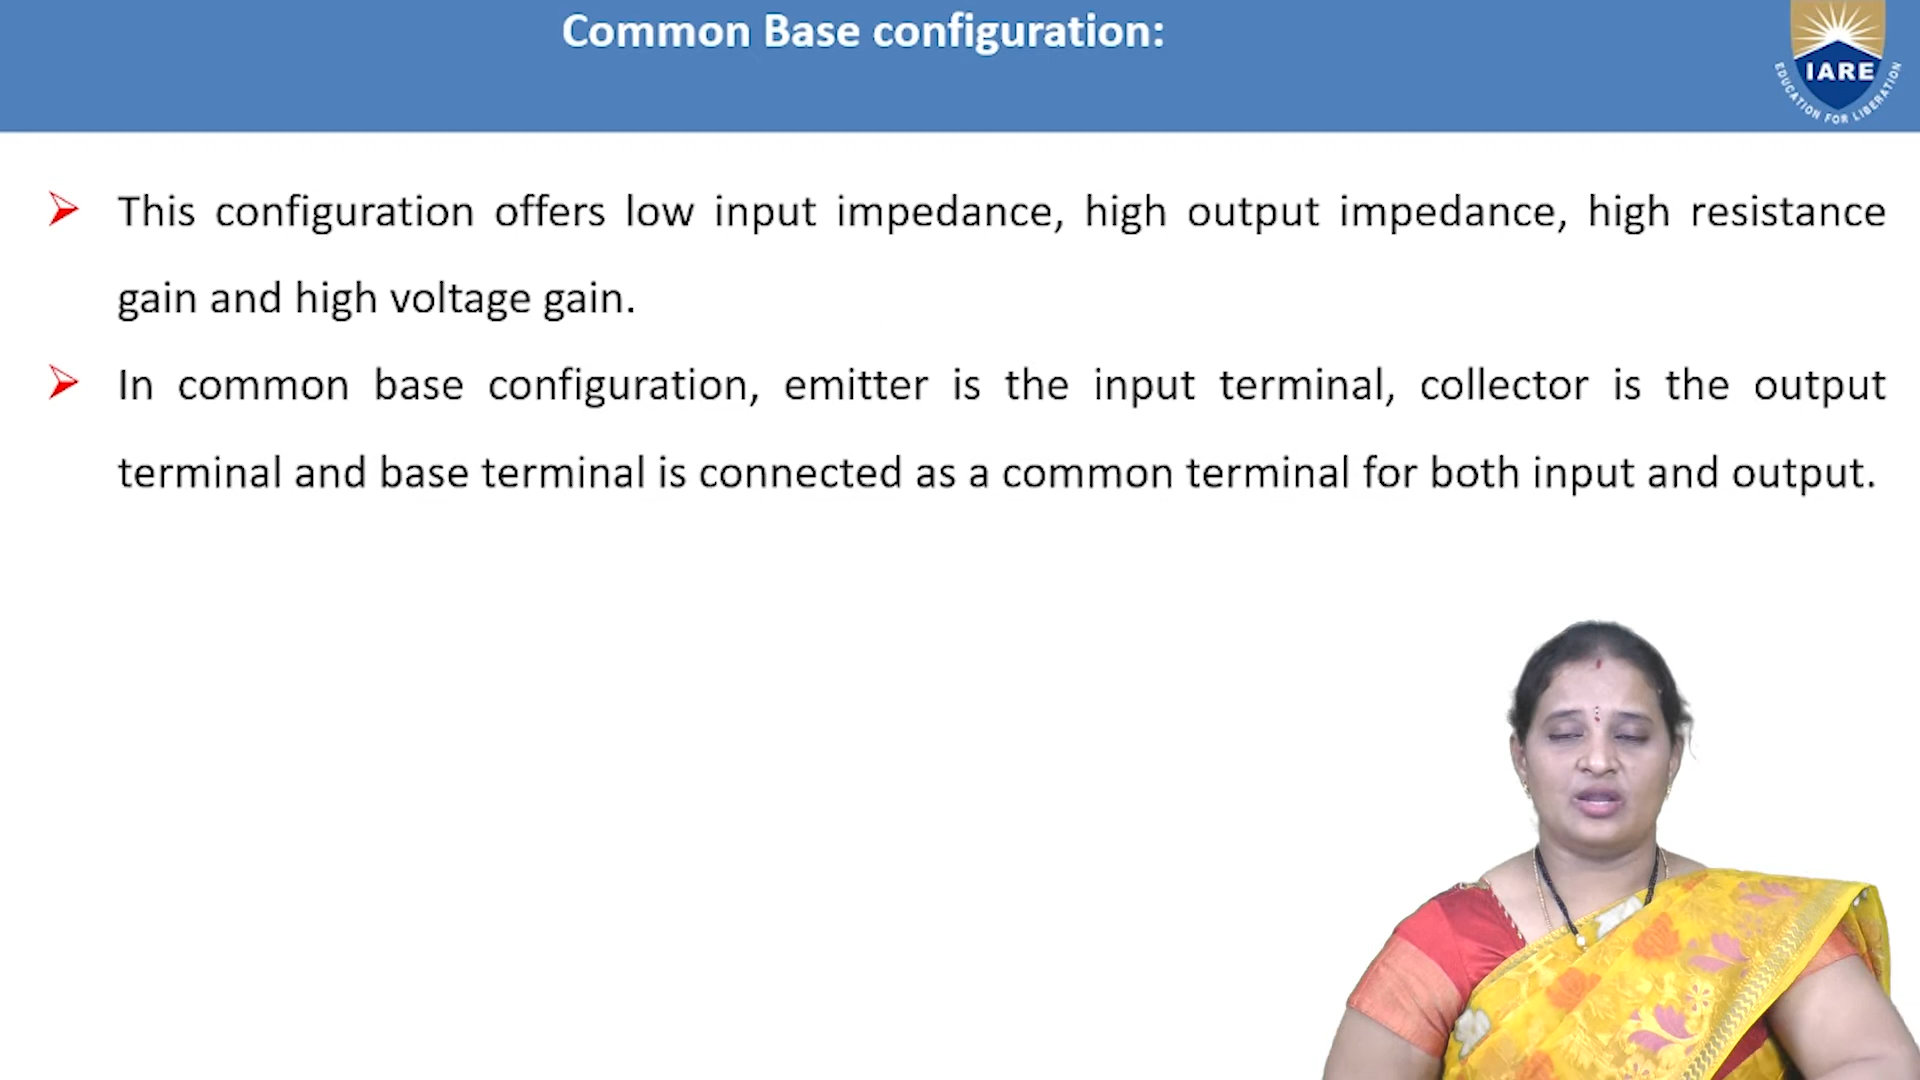 Common Base configuration:
IARE
EDUCATION FOR LIBERATION
This configuration offers low input impedance, high output impedance, high resistance
gain and high voltage gain.
In common base configuration, emitter is the input terminal, collector is the output
terminal and base terminal is connected as a common terminal for both input and output.